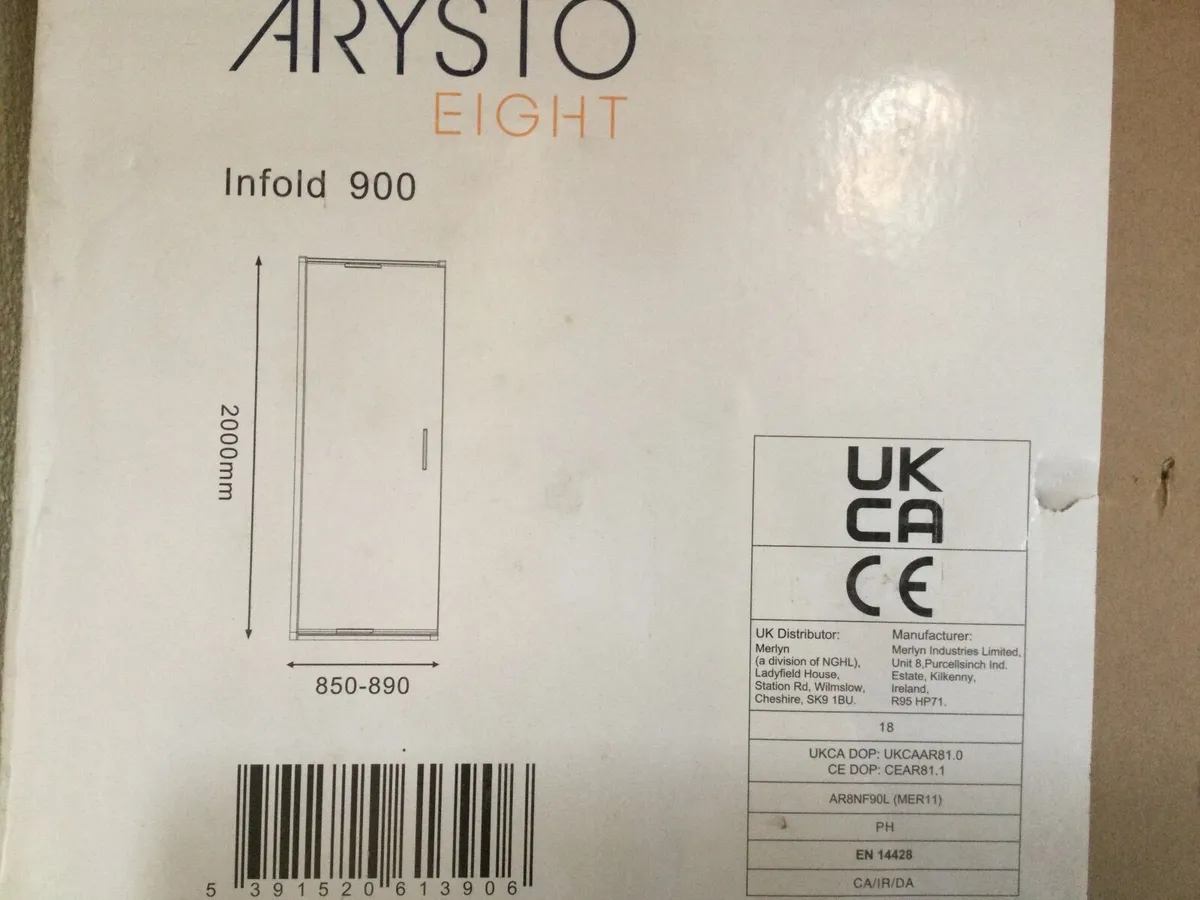 ARYSTO
EIGHT
Infold 900
2000mm
850-890
5 391520 613906
UK
CA
CE
UK Distributor:
Merlyn
(a division of NGHL),
Ladyfield House,
Station Rd, Wilmslow,
Cheshire, SK9 1BU.
Manufacturer:
Merlyn Industries Limited,
Unit 8,Purcellsinch Ind.
Estate, Kilkenny,
Ireland,
R95 HP71.
18
UKCA DOP: UKCAAR81.0
CE DOP: CEAR81.1
AR8NF90L (MER11)
PH
EN 14428
CA/IR/DA